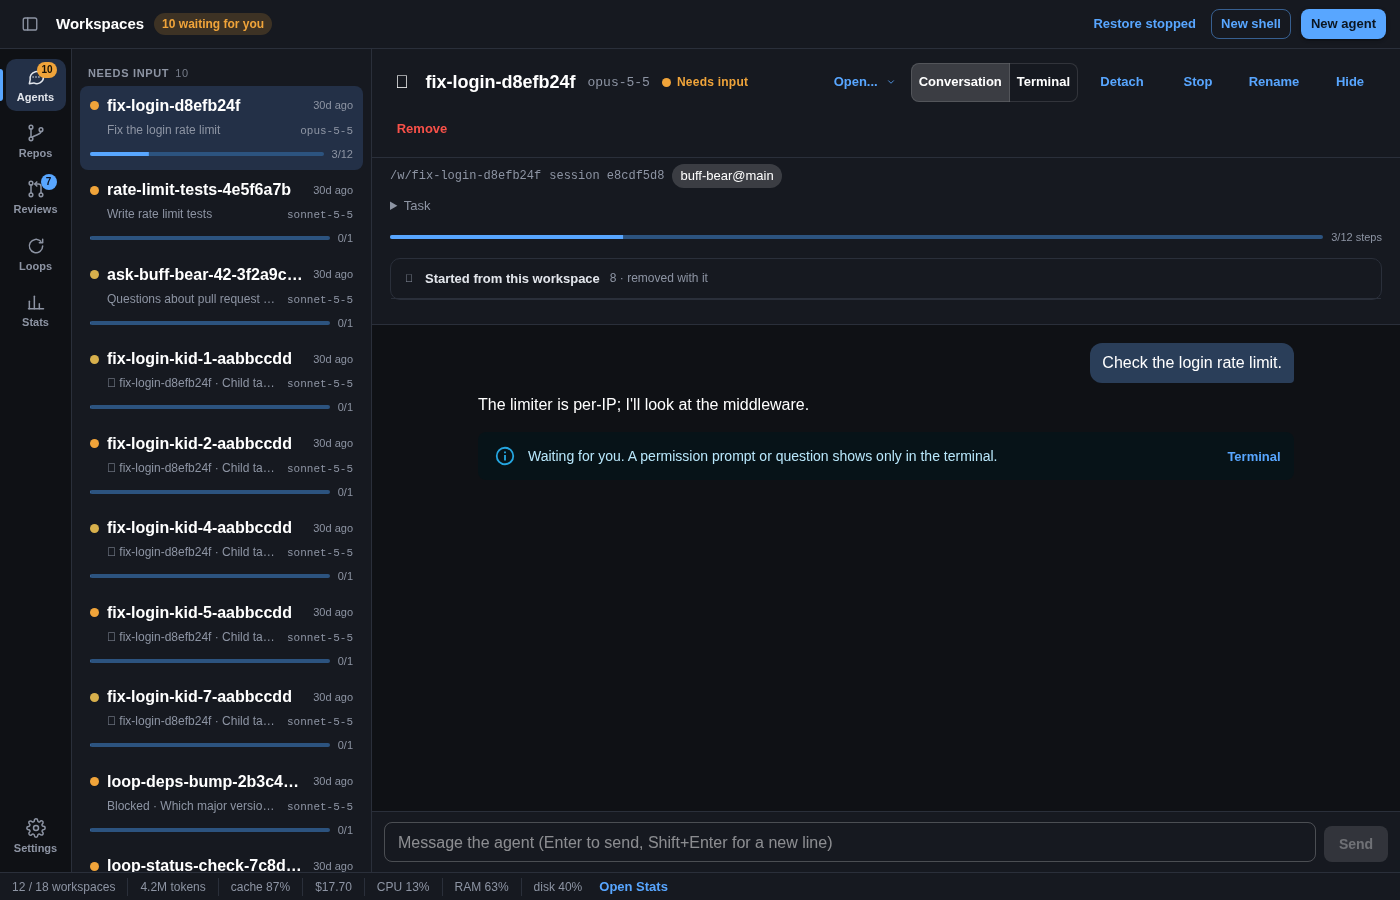 Workspaces 10 waiting for you Restore stopped New shell New agent
10
Agents
Repos
7
Reviews
Loops
Stats
Settings
NEEDS INPUT 10
fix-login-d8efb24f 30d ago
Fix the login rate limit opus-5-5
3/12
rate-limit-tests-4e5f6a7b 30d ago
Write rate limit tests sonnet-5-5
0/1
ask-buff-bear-42-3f2a9c… 30d ago
Questions about pull request … sonnet-5-5
0/1
fix-login-kid-1-aabbccdd 30d ago
fix-login-d8efb24f · Child ta… sonnet-5-5
0/1
fix-login-kid-2-aabbccdd 30d ago
fix-login-d8efb24f · Child ta… sonnet-5-5
0/1
fix-login-kid-4-aabbccdd 30d ago
fix-login-d8efb24f · Child ta… sonnet-5-5
0/1
fix-login-kid-5-aabbccdd 30d ago
fix-login-d8efb24f · Child ta… sonnet-5-5
0/1
fix-login-kid-7-aabbccdd 30d ago
fix-login-d8efb24f · Child ta… sonnet-5-5
0/1
loop-deps-bump-2b3c4… 30d ago
Blocked · Which major versio… sonnet-5-5
0/1
loop-status-check-7c8d… 30d ago
fix-login-d8efb24f opus-5-5 Needs input Open... Conversation Terminal Detach Stop Rename Hide
Remove
/w/fix-login-d8efb24f session e8cdf5d8 buff-bear@main
Task
3/12 steps
Started from this workspace 8 · removed with it
Check the login rate limit.
The limiter is per-IP; I'll look at the middleware.
Waiting for you. A permission prompt or question shows only in the terminal. Terminal
Message the agent (Enter to send, Shift+Enter for a new line) Send
12 / 18 workspaces 4.2M tokens cache 87% $17.70 CPU 13% RAM 63% disk 40% Open Stats